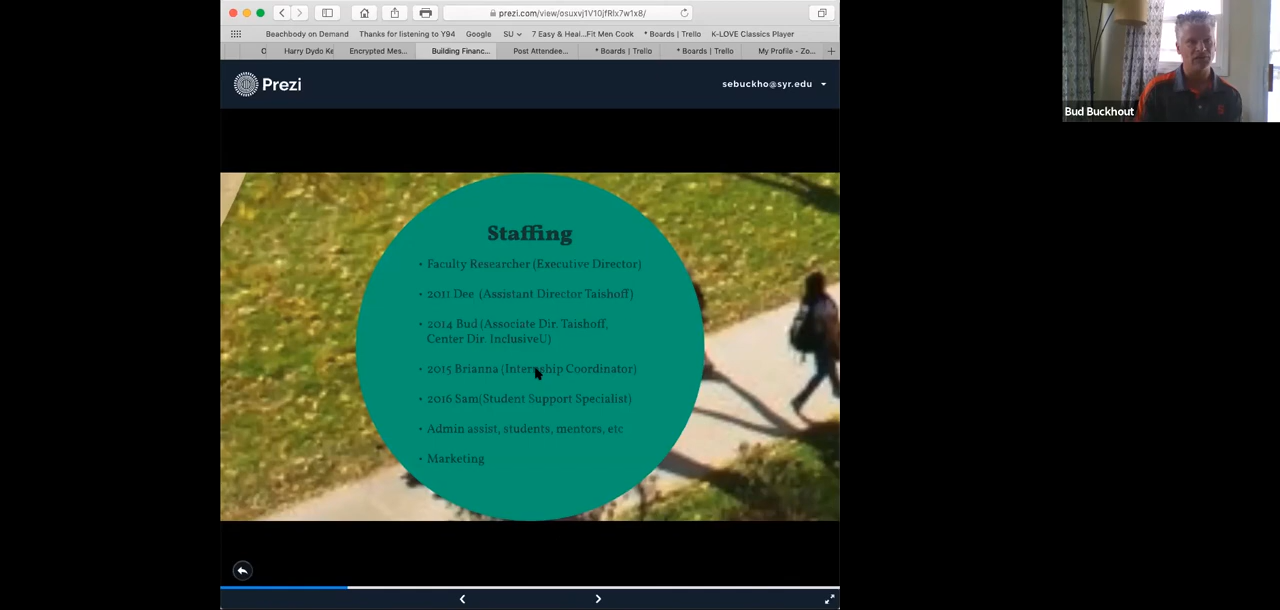 prezi.com/view/osuxvj1V10jfRlx7w1x8/
Beachbody on Demand Thanks for listening to Y94 Google SU 7 Easy & Heal...Fit Men Cook * Boards | Trello K-LOVE Classics Player
Harry Dydo Ke Encrypted Mes... Building Financ... Post Attendee... * Boards | Trello * Boards | Trello My Profile - Zo...
Prezi
sebuckho@syr.edu
Bud Buckhout
Staffing
• Faculty Researcher (Executive Director)
• 2011 Dee (Assistant Director Taishoff)
• 2014 Bud (Associate Dir. Taishoff,
Center Dir. InclusiveU)
• 2015 Brianna (Internship Coordinator)
• 2016 Sam(Student Support Specialist)
• Admin assist, students, mentors, etc
• Marketing